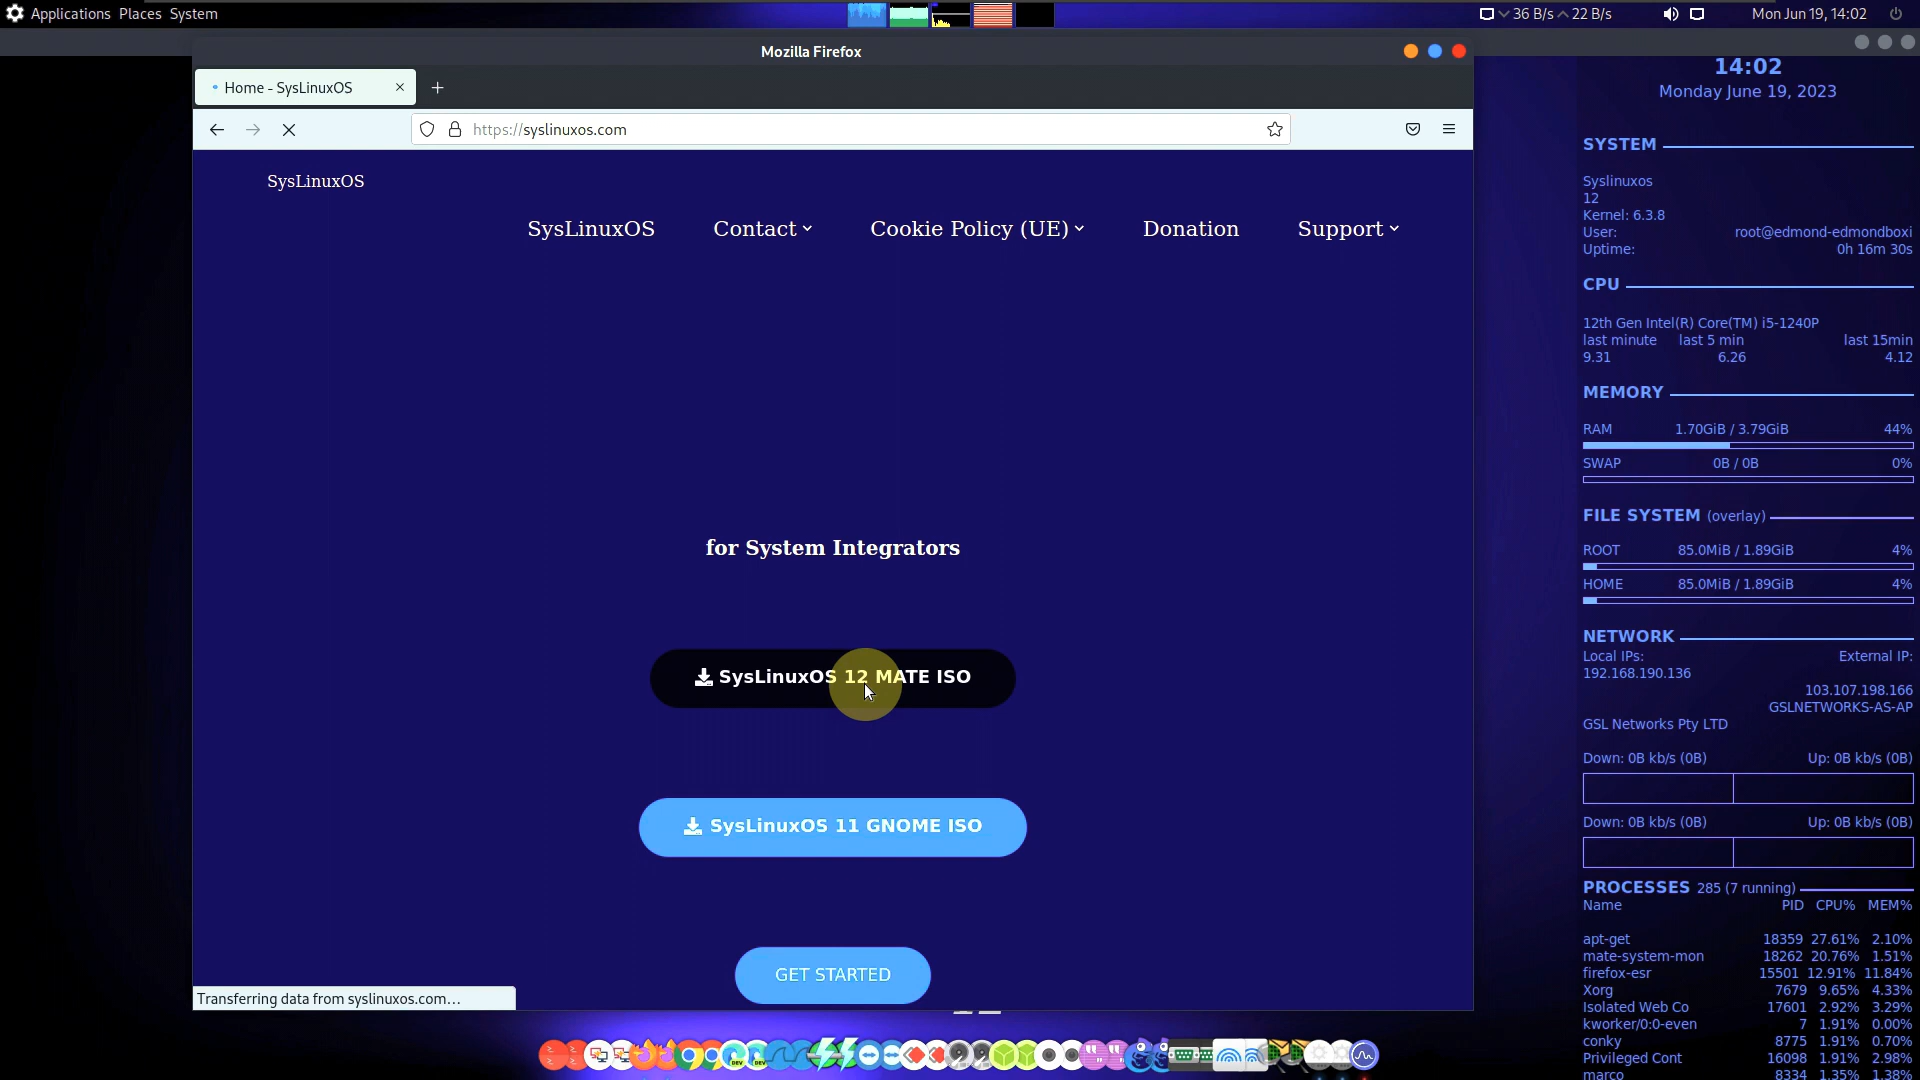 Applications Places System
36 B/s 22 B/s
Mon Jun 19, 14:02
Mozilla Firefox
Home - SysLinuxOS
https://syslinuxos.com
SysLinuxOS
SysLinuxOS Contact Cookie Policy (UE) Donation Support
for System Integrators
SysLinuxOS 12 MATE ISO
SysLinuxOS 11 GNOME ISO
GET STARTED
Transferring data from syslinuxos.com...
14:02
Monday June 19, 2023
SYSTEM
Syslinuxos
12
Kernel: 6.3.8
User: root@edmond-edmondboxi
Uptime: 0h 16m 30s
CPU
12th Gen Intel(R) Core(TM) i5-1240P
last minute last 5 min last 15min
9.31 6.26 4.12
MEMORY
RAM 1.70GiB / 3.79GiB 44%
SWAP 0B / 0B 0%
FILE SYSTEM (overlay)
ROOT 85.0MiB / 1.89GiB 4%
HOME 85.0MiB / 1.89GiB 4%
NETWORK
Local IPs: External IP:
192.168.190.136
103.107.198.166
GSLNETWORKS-AS-AP
GSL Networks Pty LTD
Down: 0B kb/s (0B) Up: 0B kb/s (0B)
Down: 0B kb/s (0B) Up: 0B kb/s (0B)
PROCESSES 285 (7 running)
Name PID CPU% MEM%
apt-get 18359 27.61% 2.10%
mate-system-mon 18262 20.76% 1.51%
firefox-esr 15501 12.91% 11.84%
Xorg 7679 9.65% 4.33%
Isolated Web Co 17601 2.92% 3.29%
kworker/0:0-even 7 1.91% 0.00%
conky 8775 1.91% 0.70%
Privileged Cont 16098 1.91% 2.98%
marco 8334 1.35% 1.38%